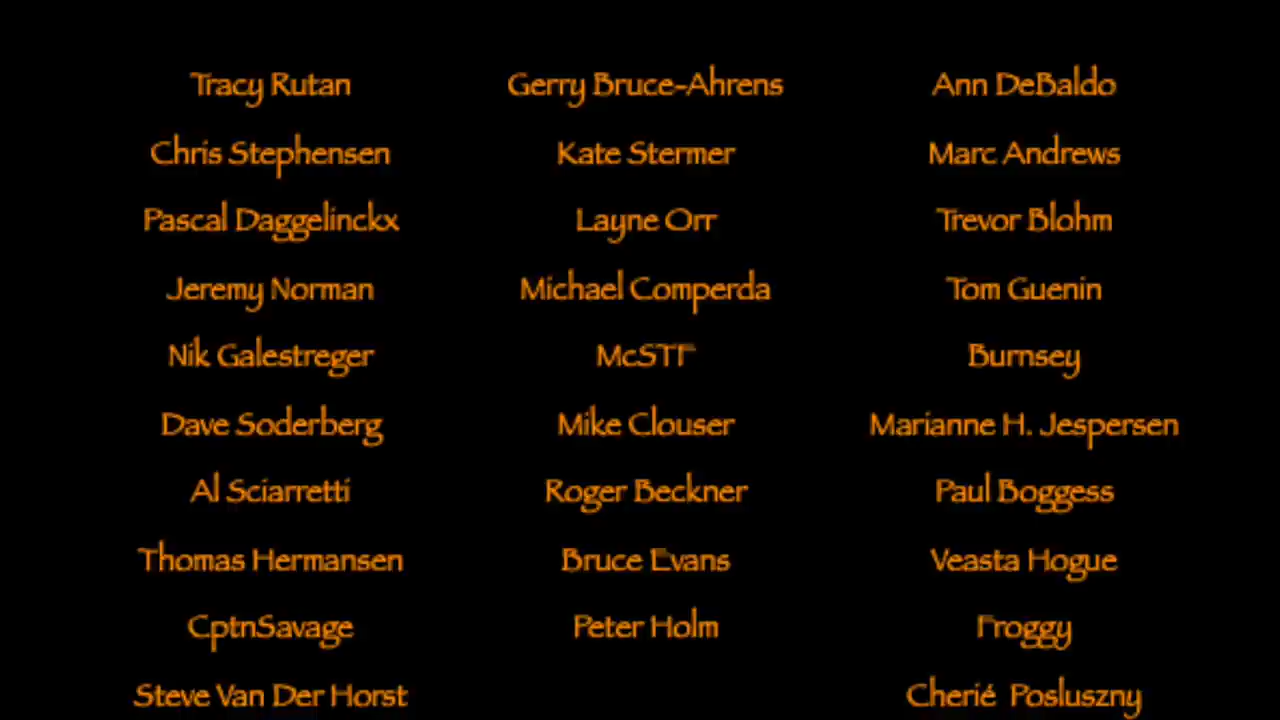 Tracy Rutan
Chris Stephensen
Pascal Daggelinckx
Jeremy Norman
Nik Galestreger
Dave Soderberg
Al Sciarretti
Thomas Hermansen
CptnSavage
Steve Van Der Horst
Gerry Bruce-Ahrens
Kate Stermer
Layne Orr
Michael Comperda
McSTF
Mike Clouser
Roger Beckner
Bruce Evans
Peter Holm
Ann DeBaldo
Marc Andrews
Trevor Blohm
Tom Guenin
Burnsey
Marianne H. Jespersen
Paul Boggess
Veasta Hogue
Froggy
Cherié Posluszny